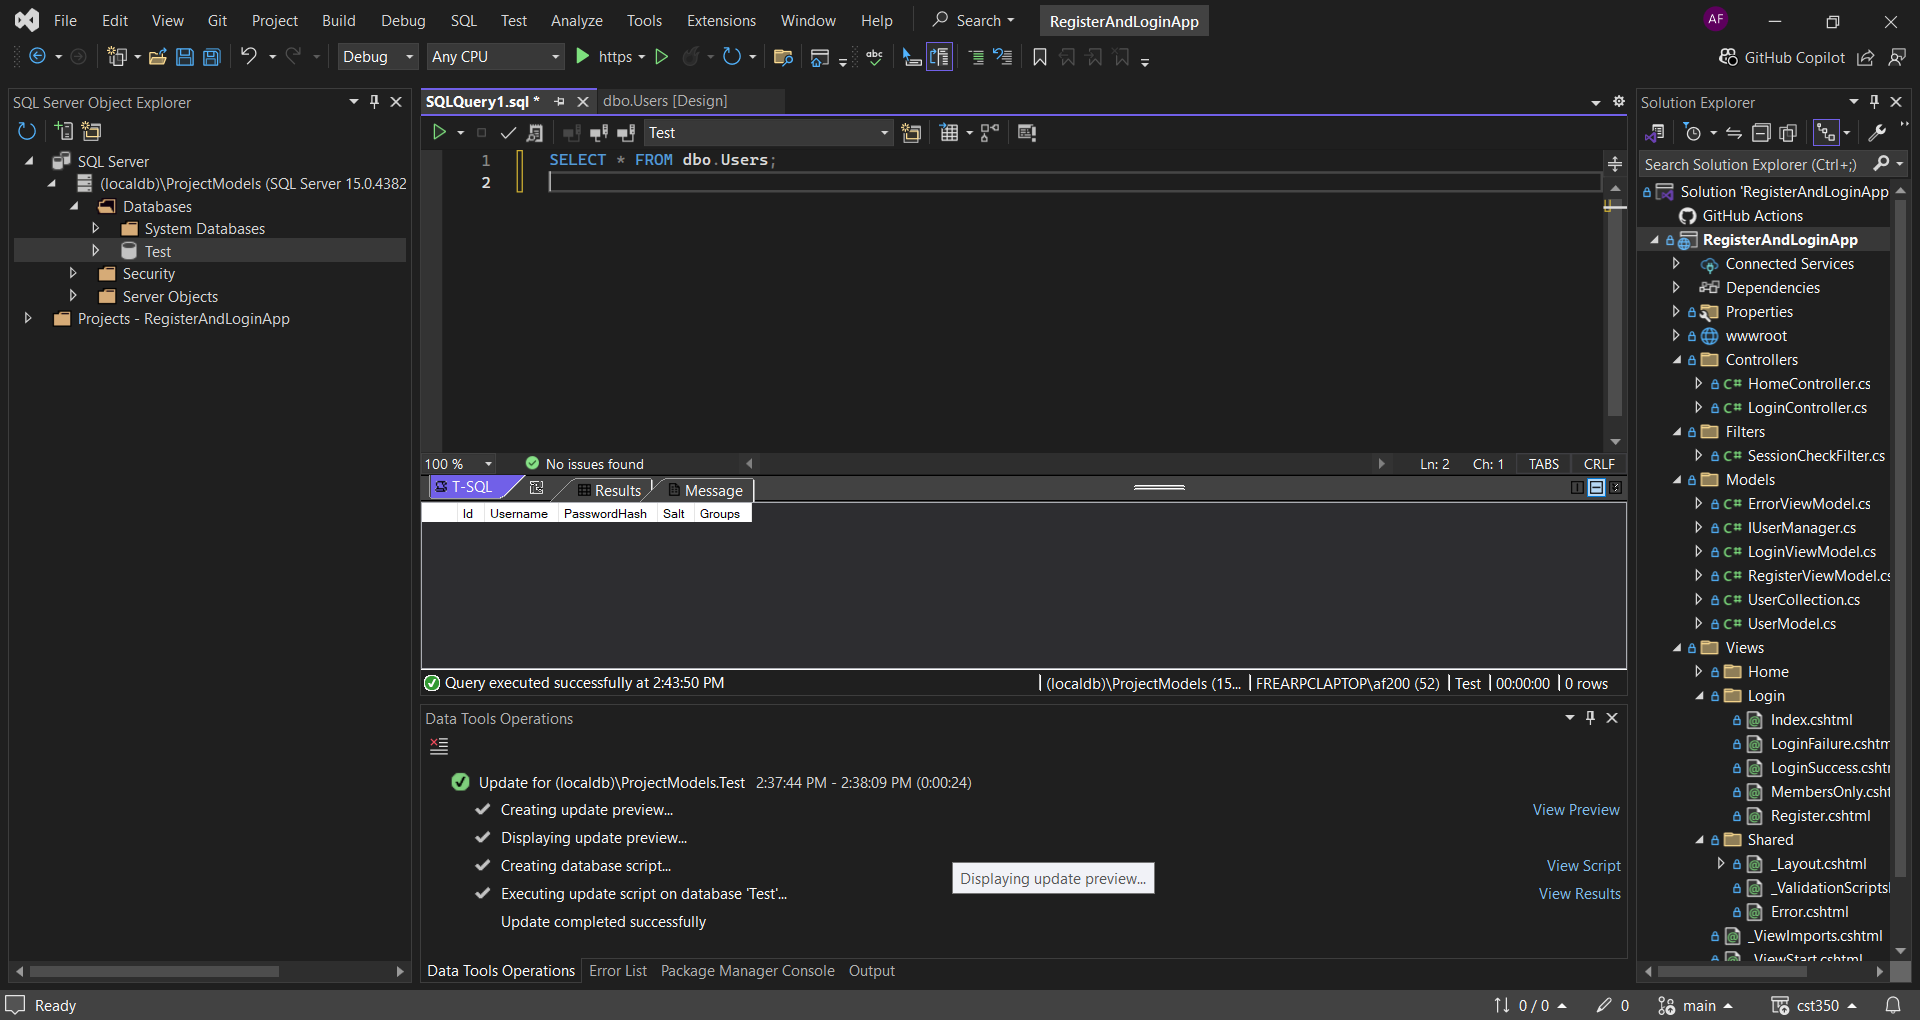 File Edit View Git Project Build Debug SQL Test Analyze Tools Extensions Window Help Search RegisterAndLoginApp AF
Debug Any CPU https abc GitHub Copilot
SQL Server Object Explorer
SQL Server
(localdb)\ProjectModels (SQL Server 15.0.4382
Databases
System Databases
Test
Security
Server Objects
Projects - RegisterAndLoginApp
SQLQuery1.sql * dbo.Users [Design]
Test
1 SELECT * FROM dbo.Users;
2
100 % No issues found Ln: 2 Ch: 1 TABS CRLF
T-SQL Results Message
Id Username PasswordHash Salt Groups
Query executed successfully at 2:43:50 PM (localdb)\ProjectModels (15... FREARPCLAPTOP\af200 (52) Test 00:00:00 0 rows
Data Tools Operations
Update for (localdb)\ProjectModels.Test 2:37:44 PM - 2:38:09 PM (0:00:24)
Creating update preview... View Preview
Displaying update preview...
Creating database script... View Script
Displaying update preview...
Executing update script on database 'Test'... View Results
Update completed successfully
Data Tools Operations Error List Package Manager Console Output
Solution Explorer
Search Solution Explorer (Ctrl+;)
Solution 'RegisterAndLoginApp
GitHub Actions
RegisterAndLoginApp
Connected Services
Dependencies
Properties
wwwroot
Controllers
C# HomeController.cs
C# LoginController.cs
Filters
C# SessionCheckFilter.cs
Models
C# ErrorViewModel.cs
C# IUserManager.cs
C# LoginViewModel.cs
C# RegisterViewModel.cs
C# UserCollection.cs
C# UserModel.cs
Views
Home
Login
Index.cshtml
LoginFailure.cshtm
LoginSuccess.cshtr
MembersOnly.csht
Register.cshtml
Shared
_Layout.cshtml
_ValidationScripts
Error.cshtml
_ViewImports.cshtml
_ViewStart.cshtml
Ready 0 / 0 0 main cst350